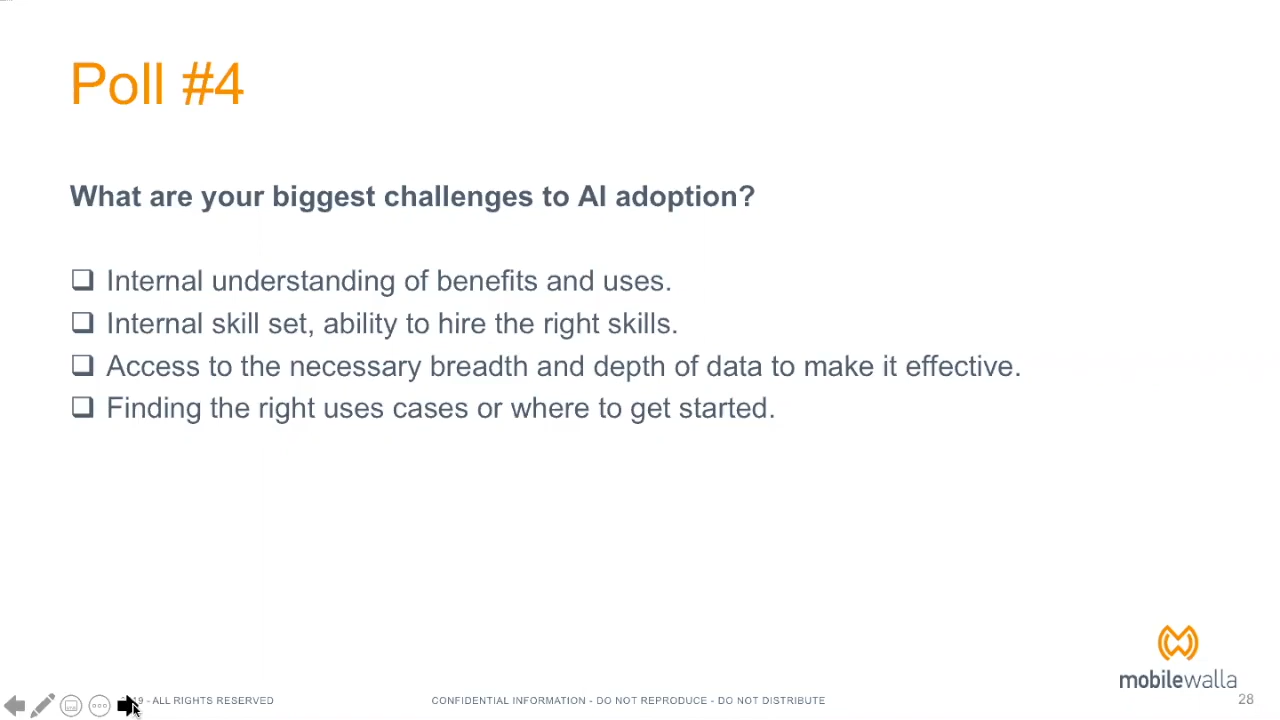 Poll #4
What are your biggest challenges to AI adoption?
Internal understanding of benefits and uses.
Internal skill set, ability to hire the right skills.
Access to the necessary breadth and depth of data to make it effective.
Finding the right uses cases or where to get started.
mobilewalla
- ALL RIGHTS RESERVED
CONFIDENTIAL INFORMATION - DO NOT REPRODUCE - DO NOT DISTRIBUTE
28